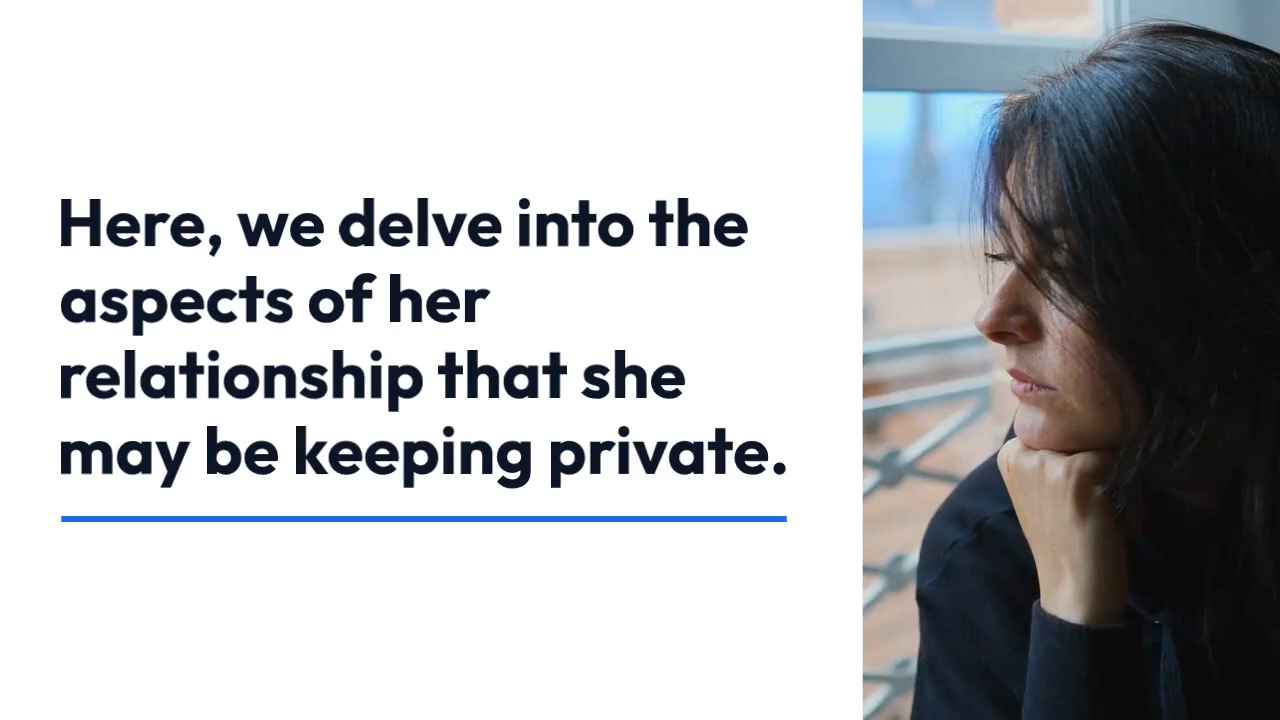 Here, we delve into the
aspects of her
relationship that she
may be keeping private.